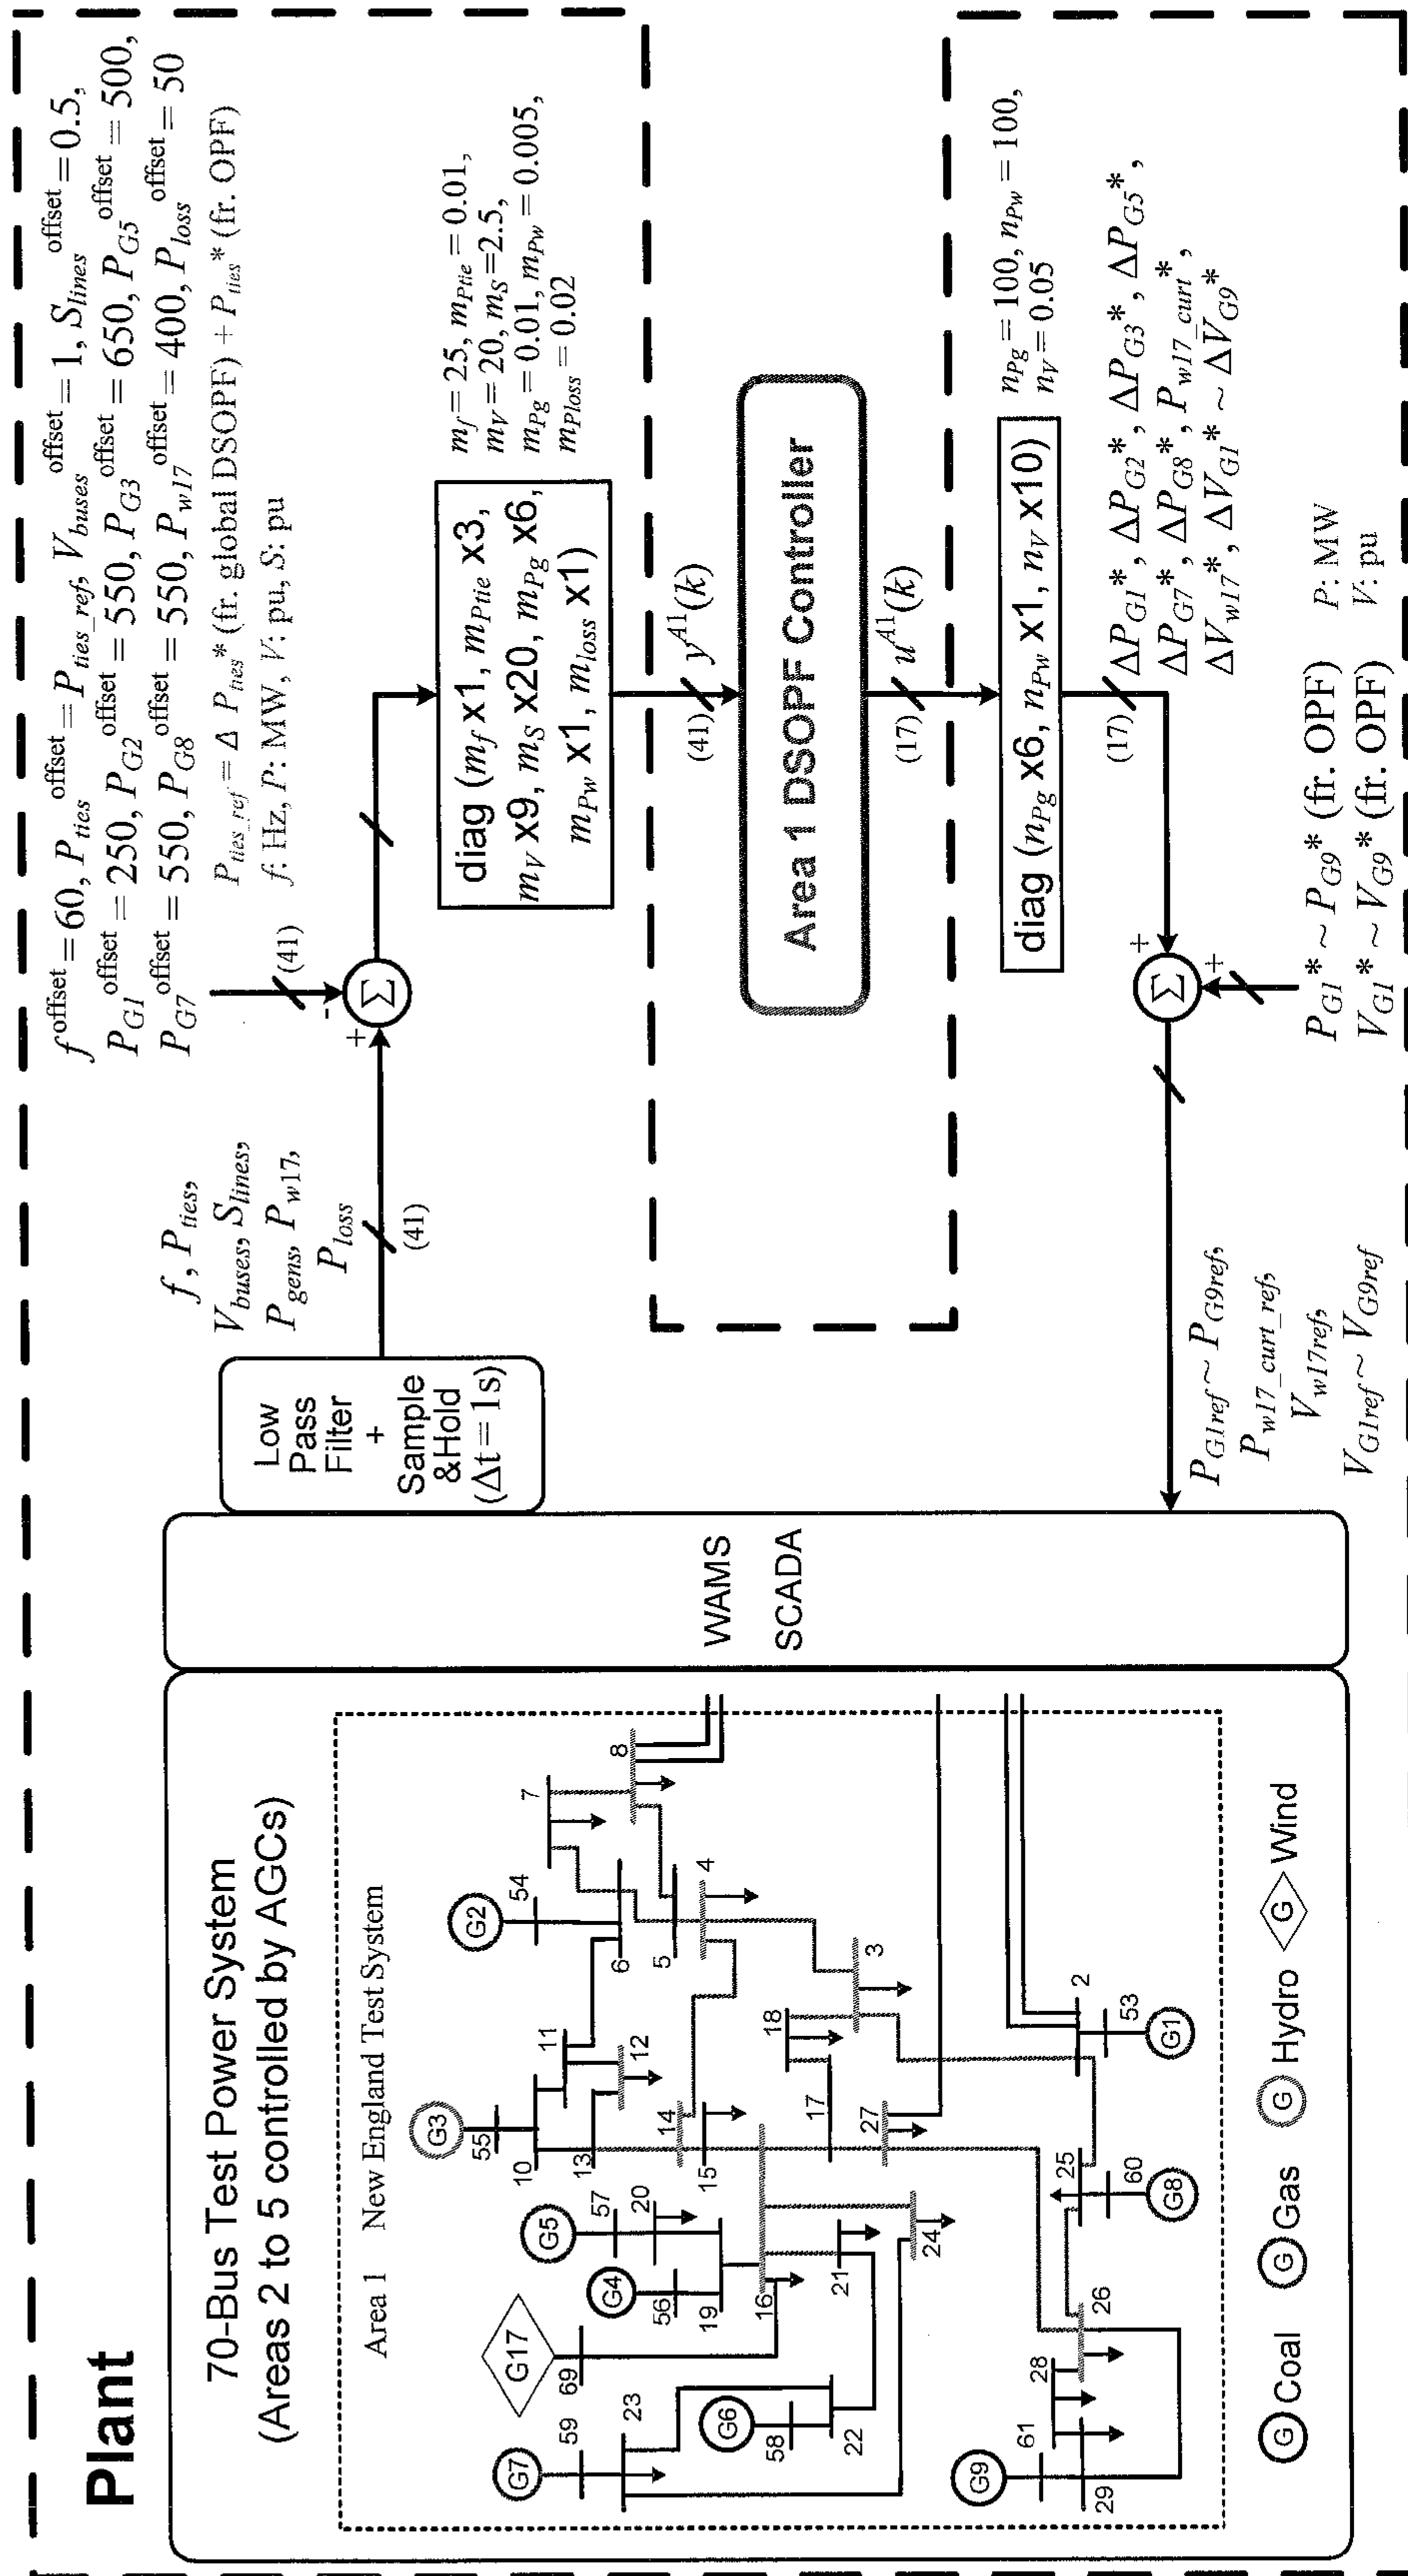 Plant
70-Bus Test Power System
(Areas 2 to 5 controlled by AGCs)
Area 1 New England Test System
G7
59
23
G17
69
G4
56
19
G5
57
20
G3
55
10
11
13
12
G2
54
6
5
4
7
8
14
15
16
17
18
3
27
24
21
22
G6
58
G9
61
29
28
26
25
60
G8
2
53
G1
G Coal
G Gas
G Hydro
G Wind
WAMS
SCADA
Low
Pass
Filter
+
Sample
&Hold
(Δt = 1s)
f, P_ties,
V_buses, S_lines,
P_gens, P_w17,
P_loss
(41)
f^offset = 60, P_ties^offset = P_ties_ref, V_buses^offset = 1, S_lines^offset = 0.5,
P_G1^offset = 250, P_G2^offset = 550, P_G3^offset = 650, P_G5^offset = 500,
P_G7^offset = 550, P_G8^offset = 550, P_w17^offset = 400, P_loss^offset = 50
P_ties_ref = Δ P_ties* (fr. global DSOPF) + P_ties* (fr. OPF)
f: Hz, P: MW, V: pu, S: pu
(41)
+
-
Σ
diag (m_f x1, m_Ptie x3,
m_V x9, m_S x20, m_Pg x6,
m_Pw x1, m_loss x1)
m_f = 25, m_Ptie = 0.01,
m_V = 20, m_S =2.5,
m_Pg = 0.01, m_Pw = 0.005,
m_Ploss = 0.02
(41)
y^A1(k)
Area 1 DSOPF Controller
(17)
u^A1(k)
diag (n_Pg x6, n_Pw x1, n_V x10)
n_Pg = 100, n_Pw = 100,
n_V = 0.05
(17)
ΔP_G1*, ΔP_G2*, ΔP_G3*, ΔP_G5*,
ΔP_G7*, ΔP_G8*, P_w17_curt*,
ΔV_w17*, ΔV_G1* ~ ΔV_G9*
Σ
+
+
P_G1* ~ P_G9* (fr. OPF) P: MW
V_G1* ~ V_G9* (fr. OPF) V: pu
P_G1ref ~ P_G9ref,
P_w17_curt_ref,
V_w17ref,
V_G1ref ~ V_G9ref